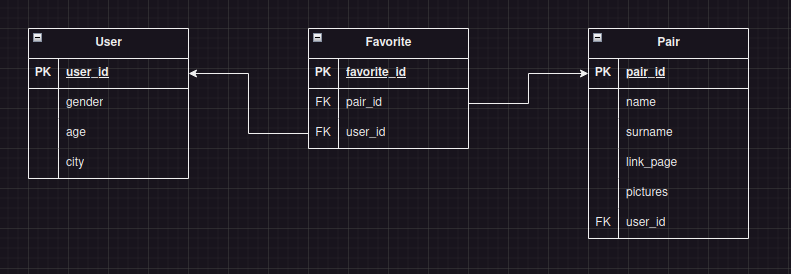 User
PK user_id
gender
age
city
Favorite
PK favorite_id
FK pair_id
FK user_id
Pair
PK pair_id
name
surname
link_page
pictures
FK user_id